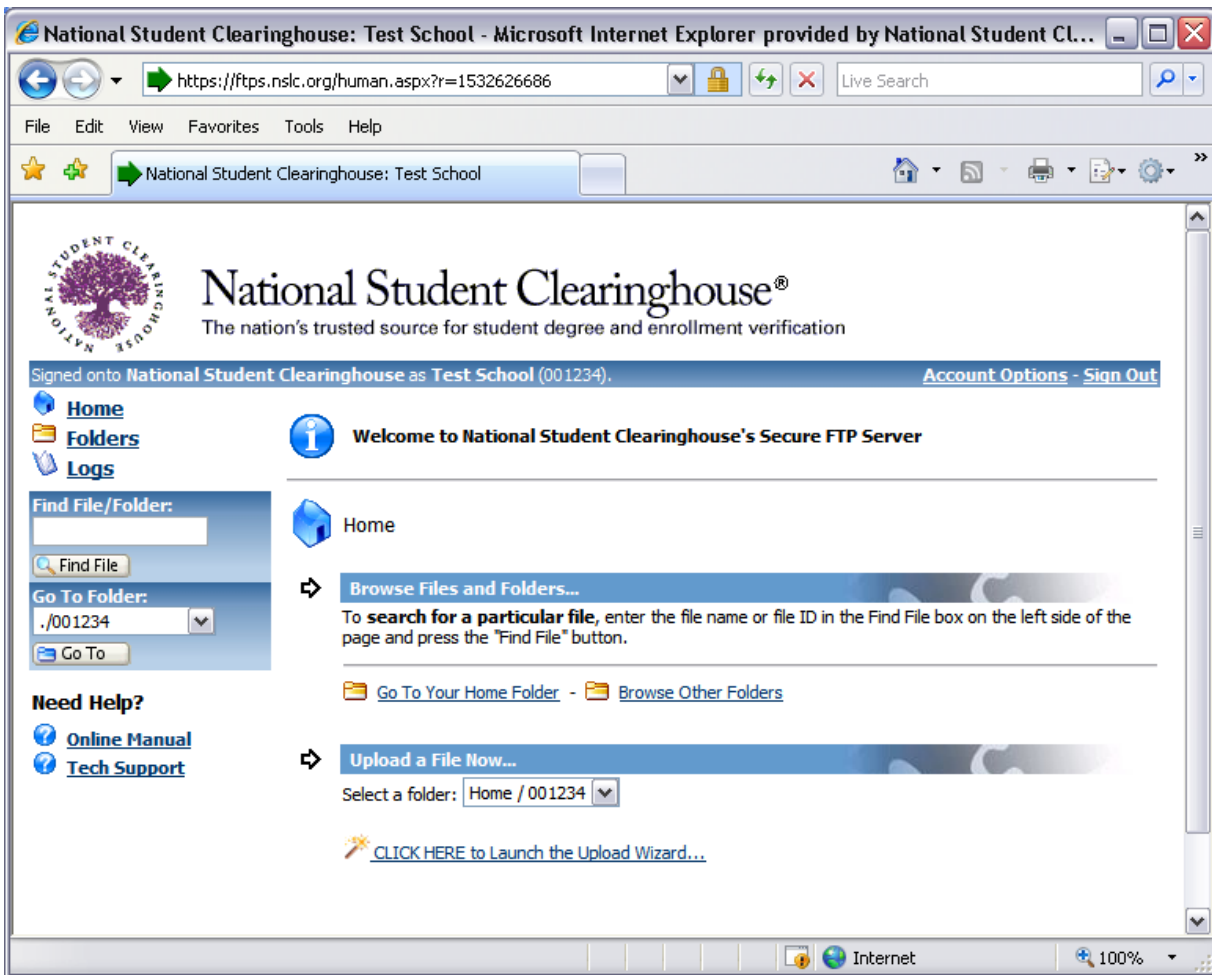 National Student Clearinghouse: Test School - Microsoft Internet Explorer provided by National Student Cl...
https://ftps.nslc.org/human.aspx?r=1532626686
Live Search
File Edit View Favorites Tools Help
National Student Clearinghouse: Test School
NATIONAL STUDENT CLEARINGHOUSE
National Student Clearinghouse®
The nation's trusted source for student degree and enrollment verification
Signed onto National Student Clearinghouse as Test School (001234). Account Options - Sign Out
Home
Folders
Logs
Find File/Folder:
Find File
Go To Folder:
./001234
Go To
Need Help?
Online Manual
Tech Support
Welcome to National Student Clearinghouse's Secure FTP Server
Home
Browse Files and Folders...
To search for a particular file, enter the file name or file ID in the Find File box on the left side of the
page and press the "Find File" button.
Go To Your Home Folder - Browse Other Folders
Upload a File Now...
Select a folder: Home / 001234
CLICK HERE to Launch the Upload Wizard...
Internet 100%